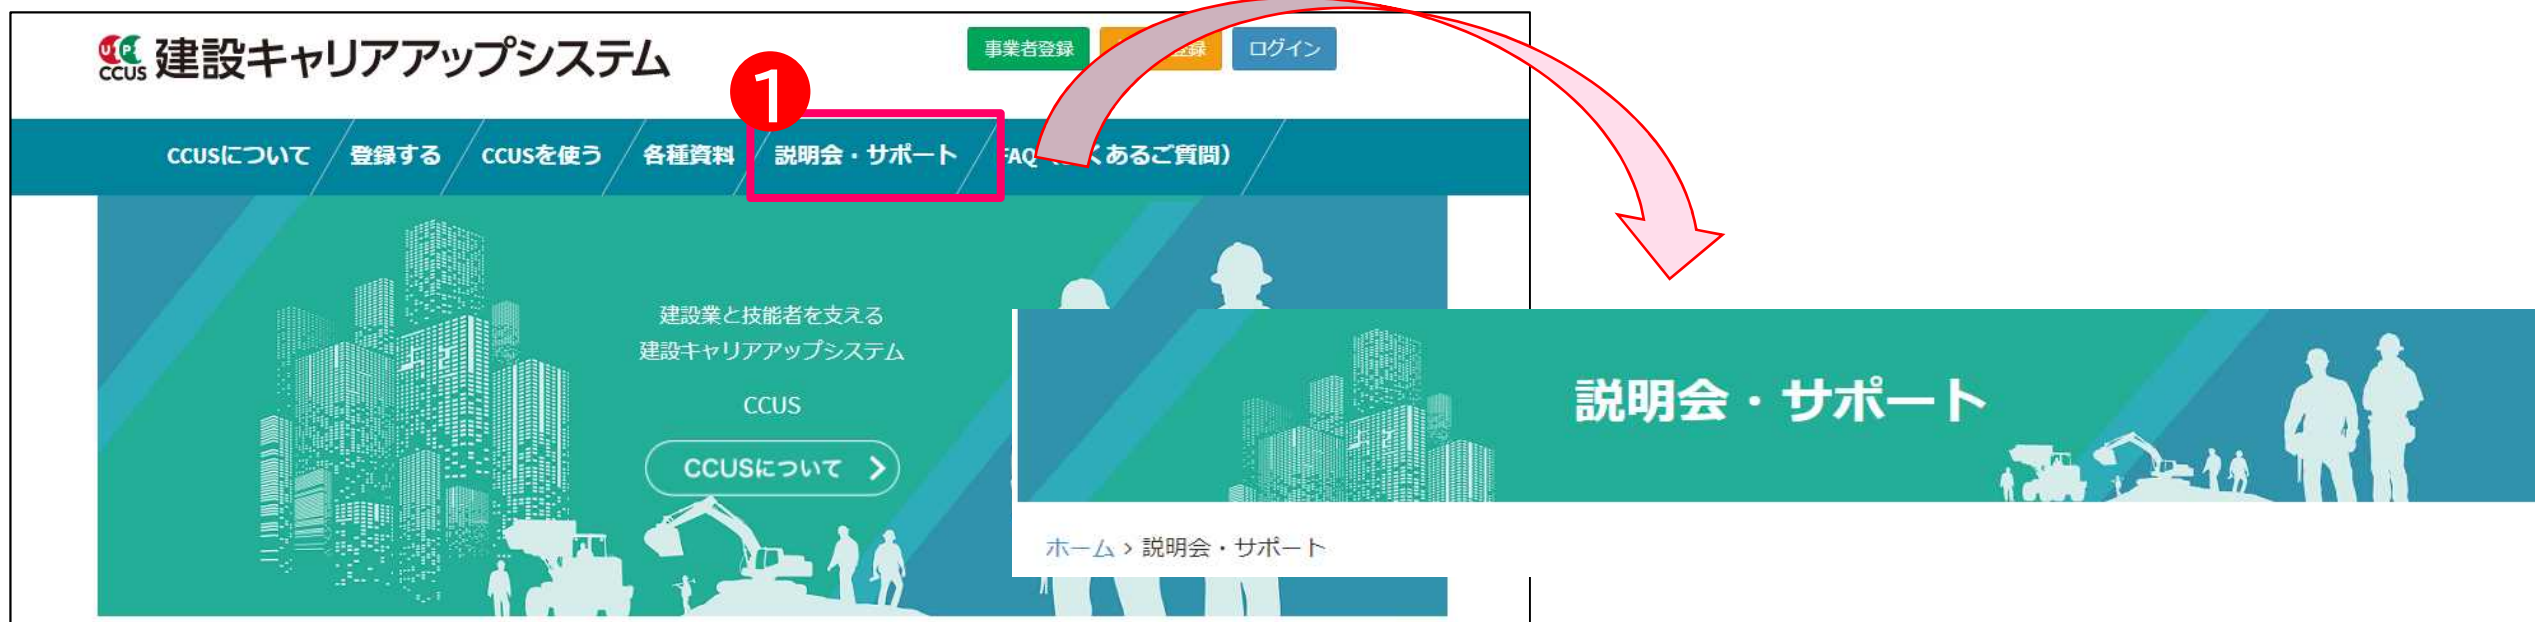 UP CCUS 建設キャリアアップシステム
事業者登録 登録 ログイン
1
CCUSについて 登録する CCUSを使う 各種資料 説明会・サポート FAQ くあるご質問)
建設業と技能者を支える
建設キャリアアップシステム
CCUS
CCUSについて
説明会・サポート
ホーム > 説明会・サポート